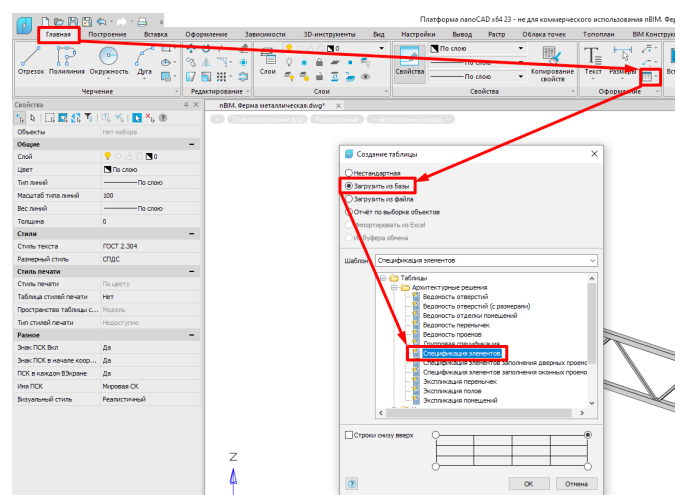 Платформа nanoCAD x64 23 - не для коммерческого использования nBIM. Фер
Главная Построение Вставка Оформление Зависимости 3D-инструменты Вид Настройки Вывод Растр Облака точек Топоплан BIM Конструк
Отрезок Полилиния Окружность Дуга
Слои
0
Свойства
По слою
По слою
По слою
Копирование свойств
Текст Размеры
Вст
Черчение Редактирование Слои Свойства Оформление
Свойства
nBIM. Ферма металлическая.dwg*
Объекты Нет набора
Общие
Слой 0
Цвет По слою
Тип линий По слою
Масштаб типа линий 100
Вес линий По слою
Толщина 0
Стили
Стиль текста ГОСТ 2.304
Размерный стиль СПДС
Стиль печати
Стиль печати По цвету
Таблица стилей печати Нет
Пространство таблицы с... Модель
Тип стилей печати Недоступно
Разное
Знак ПСК Вкл Да
Знак ПСК в начале коор... Да
ПСК в каждом ВЭкране Да
Имя ПСК Мировая СК
Визуальный стиль Реалистичный
Создание таблицы
Нестандартная
Загрузить из базы
Загрузить из файла
Отчёт по выборке объектов
Импортировать из Excel
Из буфера обмена
Шаблон Спецификация элементов
Таблицы
Архитектурные решения
Ведомость отверстий
Ведомость отверстий (с размерами)
Ведомость отделки помещений
Ведомость перемычек
Ведомость проемов
Групповая спецификация
Спецификация элементов
Спецификация элементов заполнения дверных проемо
Спецификация элементов заполнения оконных проемо
Экспликация перемычек
Экспликация полов
Экспликация помещений
Строки снизу вверх
ОК Отмена
Z